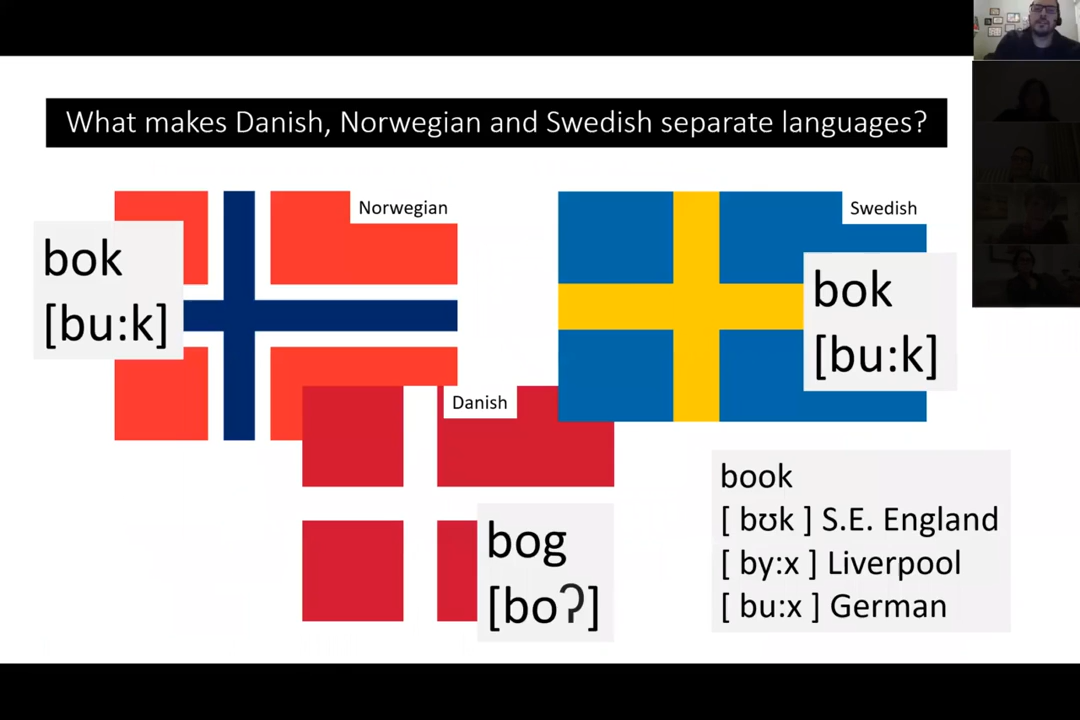 What makes Danish, Norwegian and Swedish separate languages?
Norwegian
bok
[bu:k]
Swedish
bok
[bu:k]
Danish
bog
[boʔ]
book
[ bʊk ] S.E. England
[ by:x ] Liverpool
[ bu:x ] German